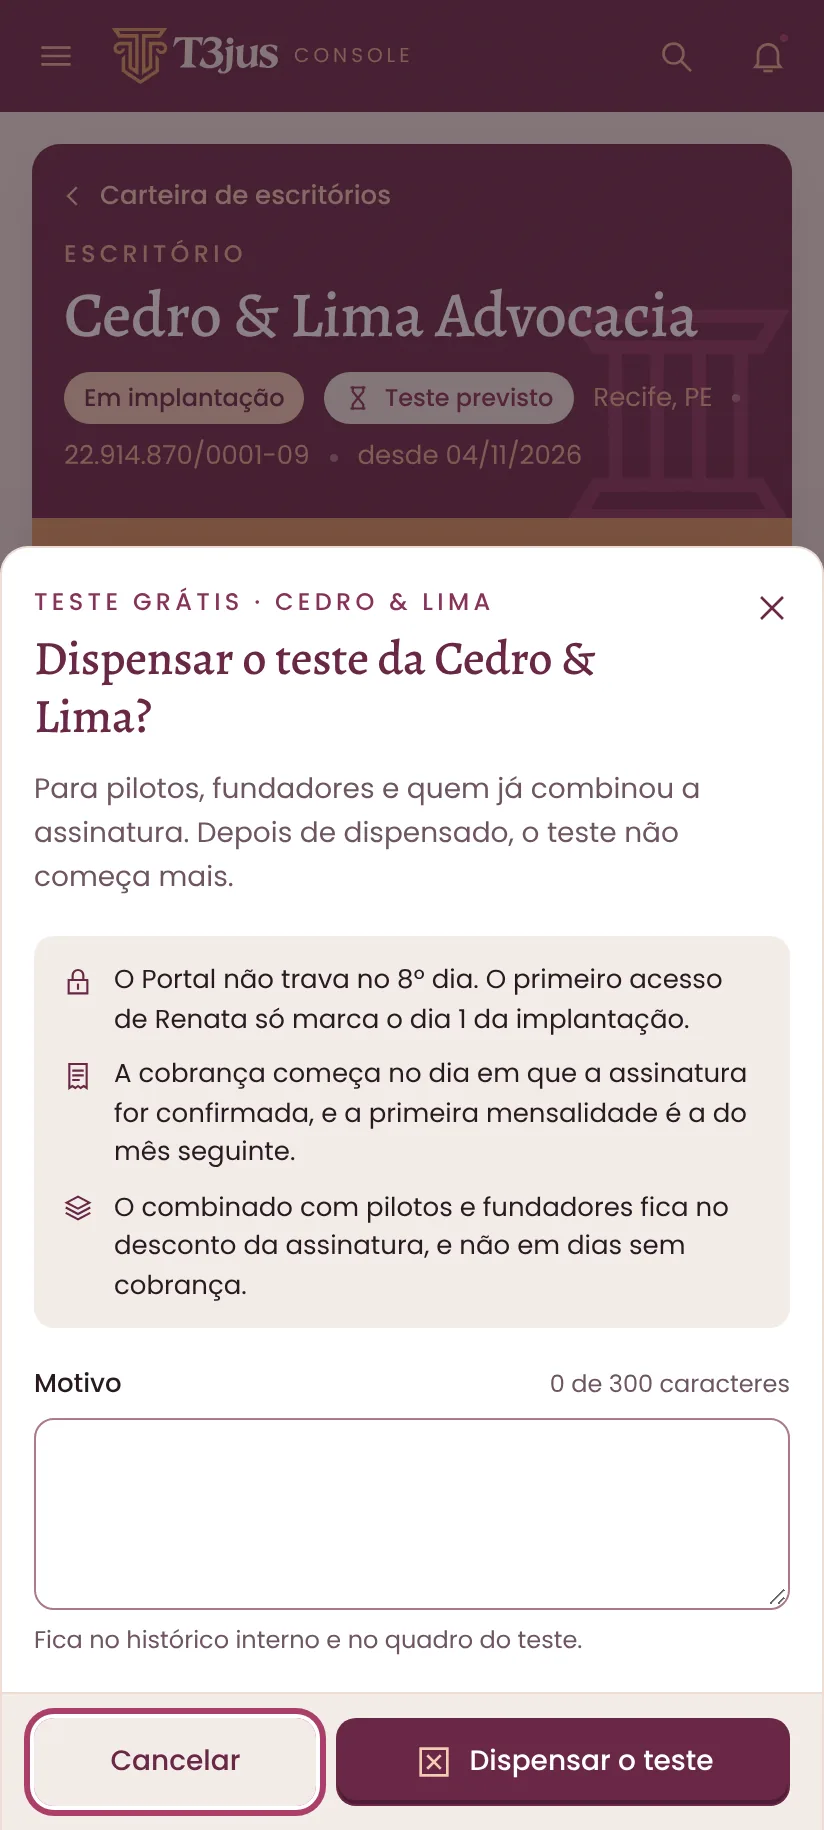 T3jus CONSOLE
Carteira de escritórios
ESCRITÓRIO
Cedro & Lima Advocacia
Em implantação
Teste previsto
Recife, PE •
22.914.870/0001-09 • desde 04/11/2026
TESTE GRÁTIS · CEDRO & LIMA
Dispensar o teste da Cedro &
Lima?
Para pilotos, fundadores e quem já combinou a
assinatura. Depois de dispensado, o teste não
começa mais.
O Portal não trava no 8º dia. O primeiro acesso
de Renata só marca o dia 1 da implantação.
A cobrança começa no dia em que a assinatura
for confirmada, e a primeira mensalidade é a do
mês seguinte.
O combinado com pilotos e fundadores fica no
desconto da assinatura, e não em dias sem
cobrança.
Motivo
0 de 300 caracteres
Fica no histórico interno e no quadro do teste.
Cancelar
Dispensar o teste